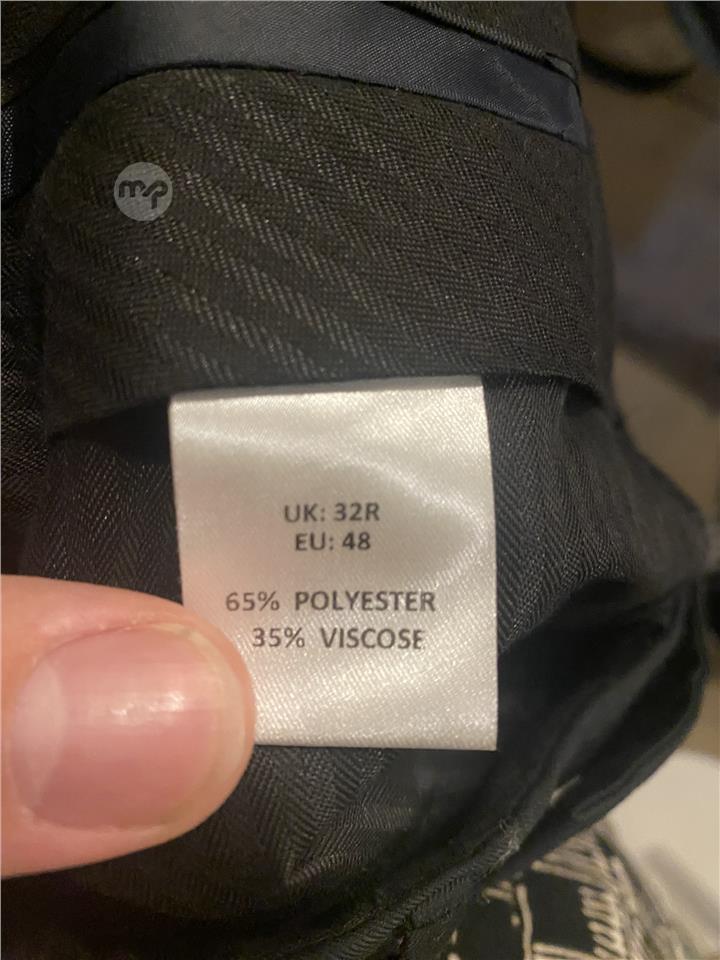 mp
UK: 32R
EU: 48
65% POLYESTER
35% VISCOSE